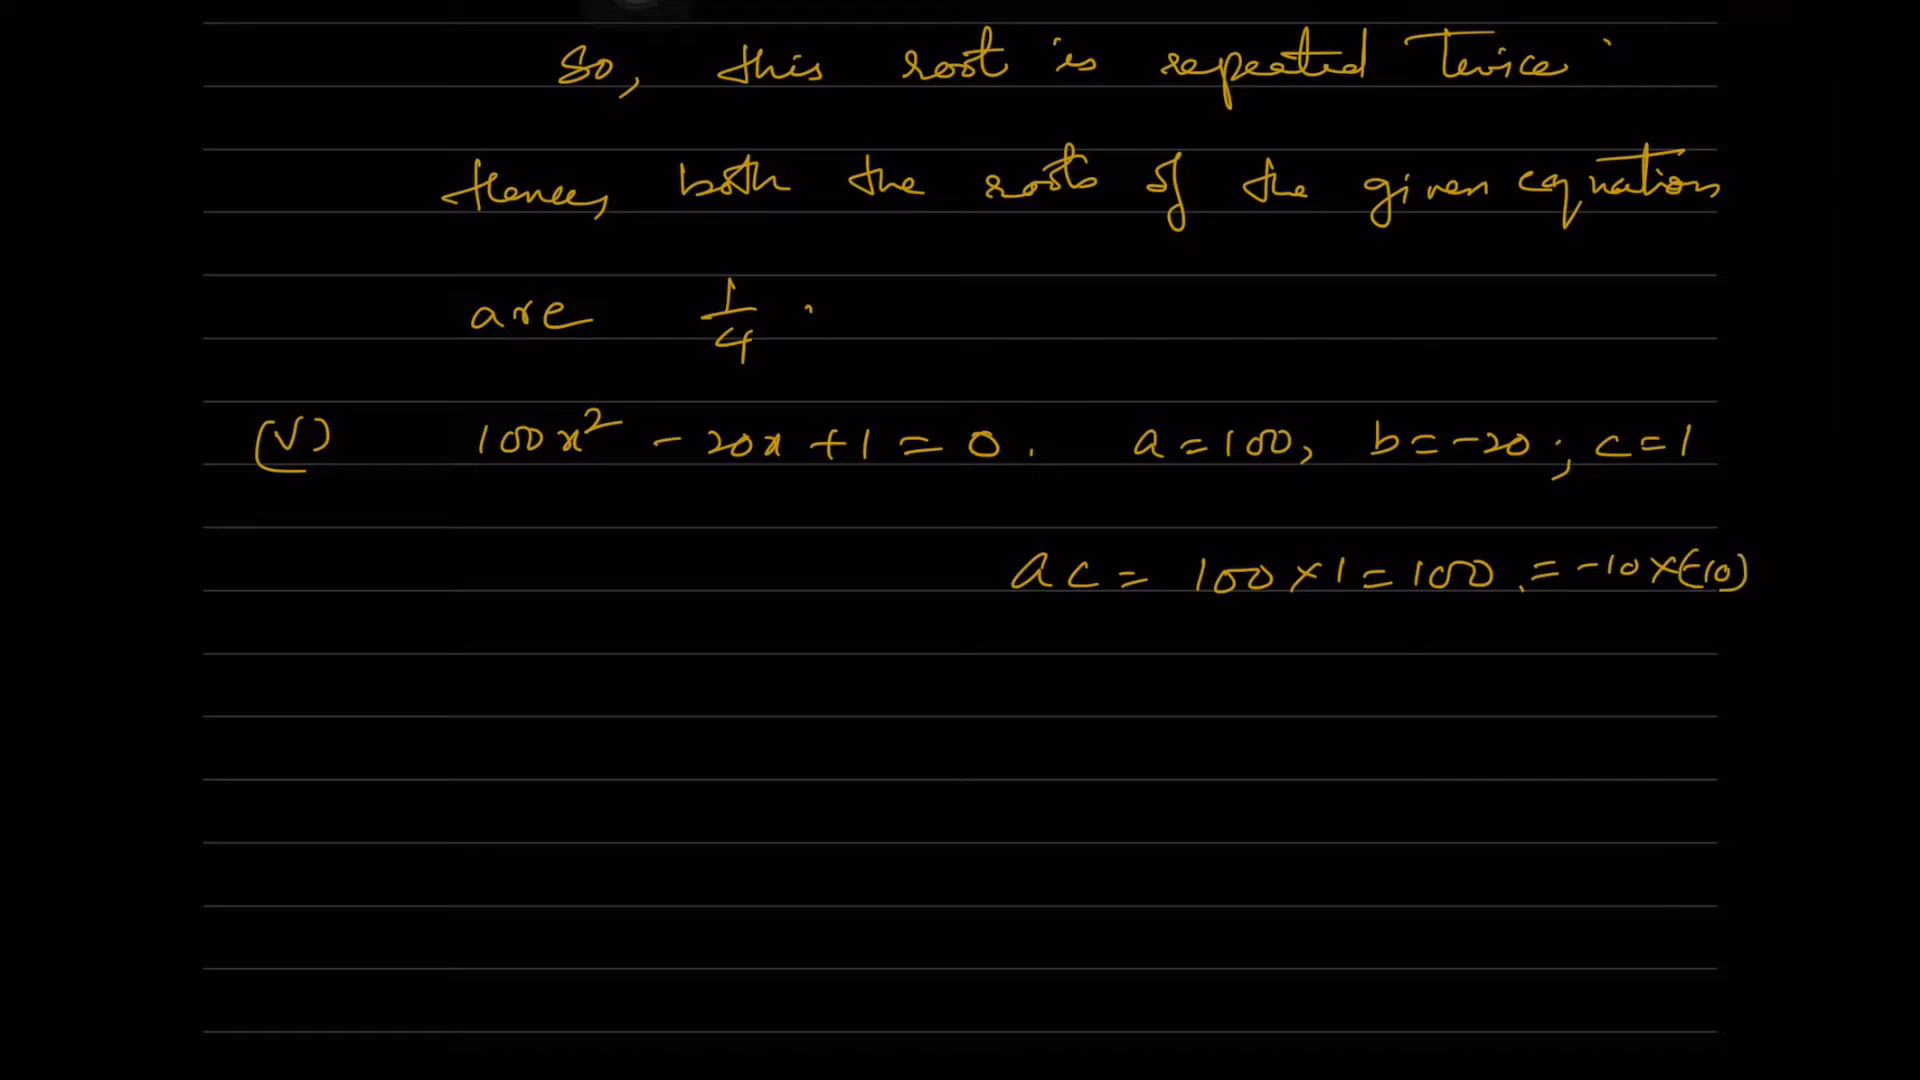 So, this root is repeated Twice.
Hence, both the roots of the given equation
are 1/4.
(V) 100x² - 20x + 1 = 0. a = 100, b = -20; c = 1
ac = 100 × 1 = 100. = -10 × (-10)